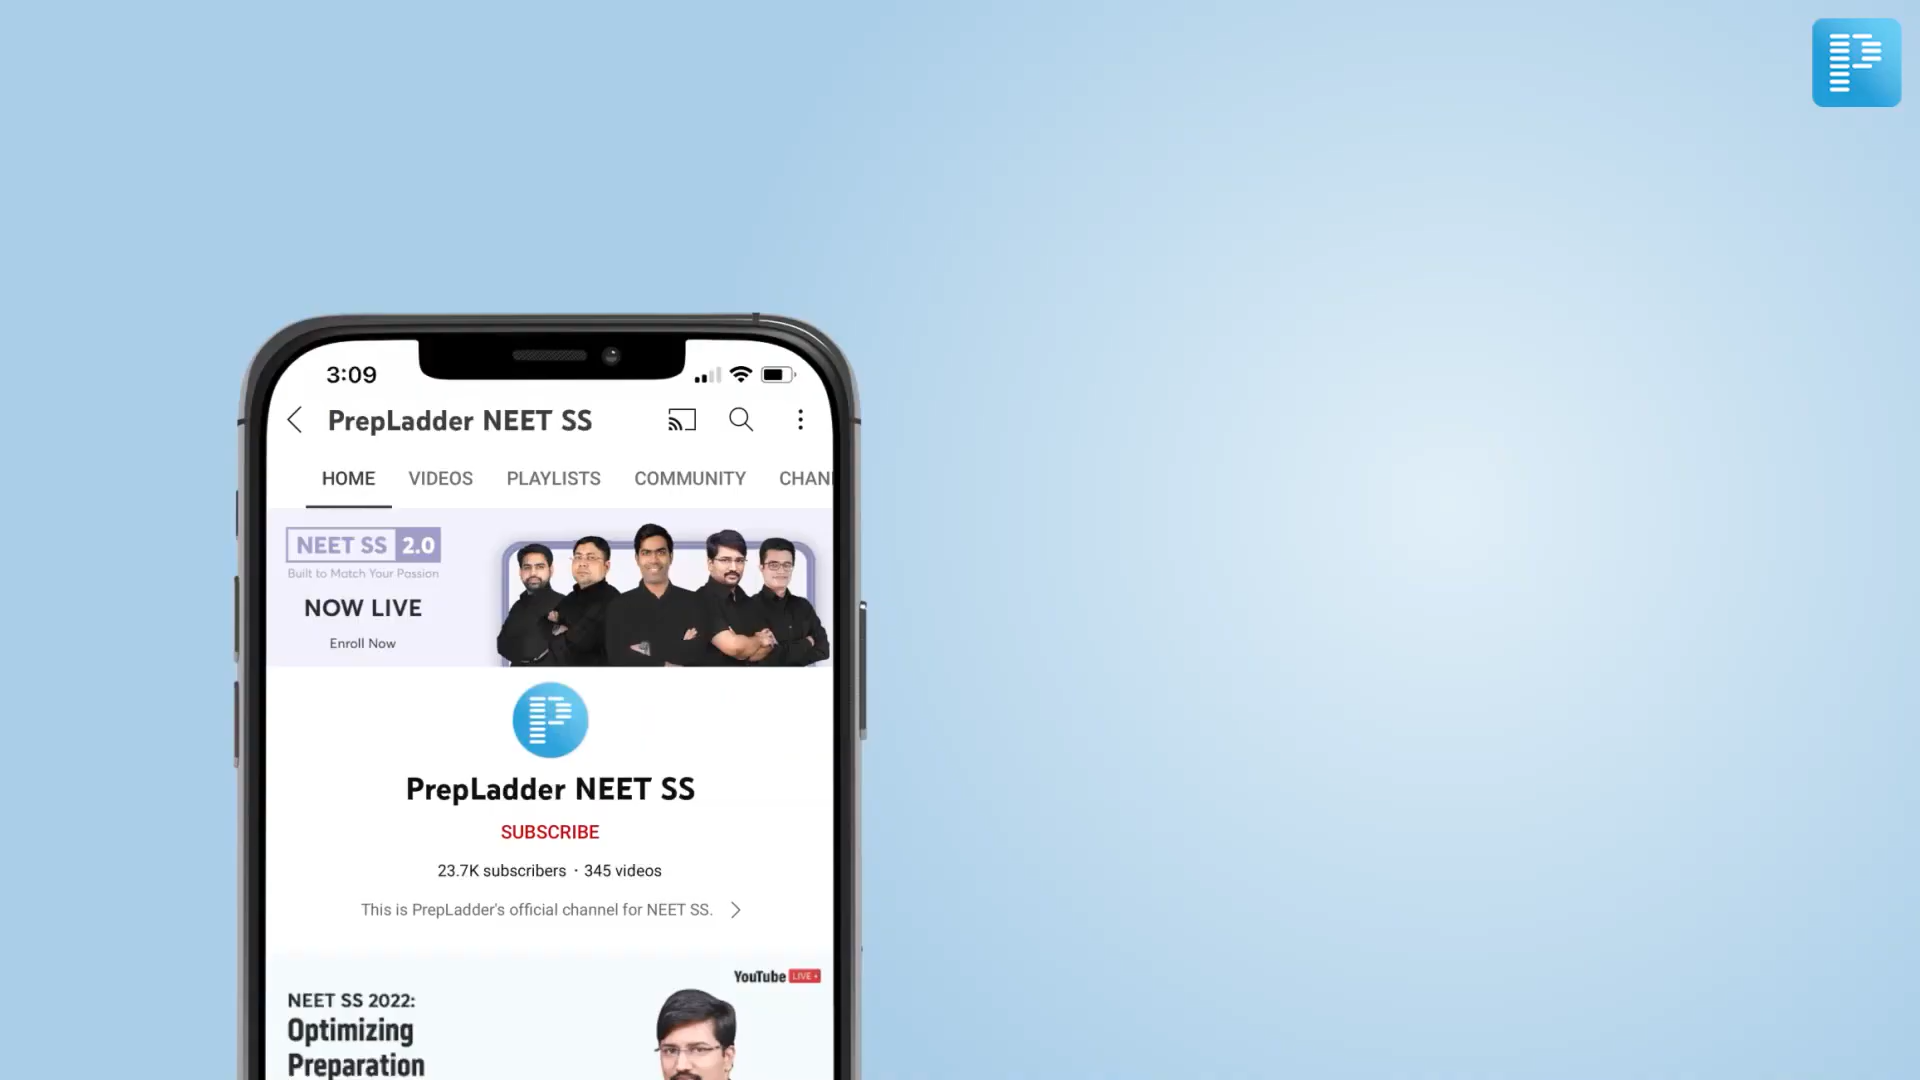 3:09
PrepLadder NEET SS
HOME VIDEOS PLAYLISTS COMMUNITY CHAN
NEET SS 2.0
Built to Match Your Passion
NOW LIVE
Enroll Now
PrepLadder NEET SS
SUBSCRIBE
23.7K subscribers · 345 videos
This is PrepLadder's official channel for NEET SS.
YouTube LIVE
NEET SS 2022:
Optimizing
Preparation